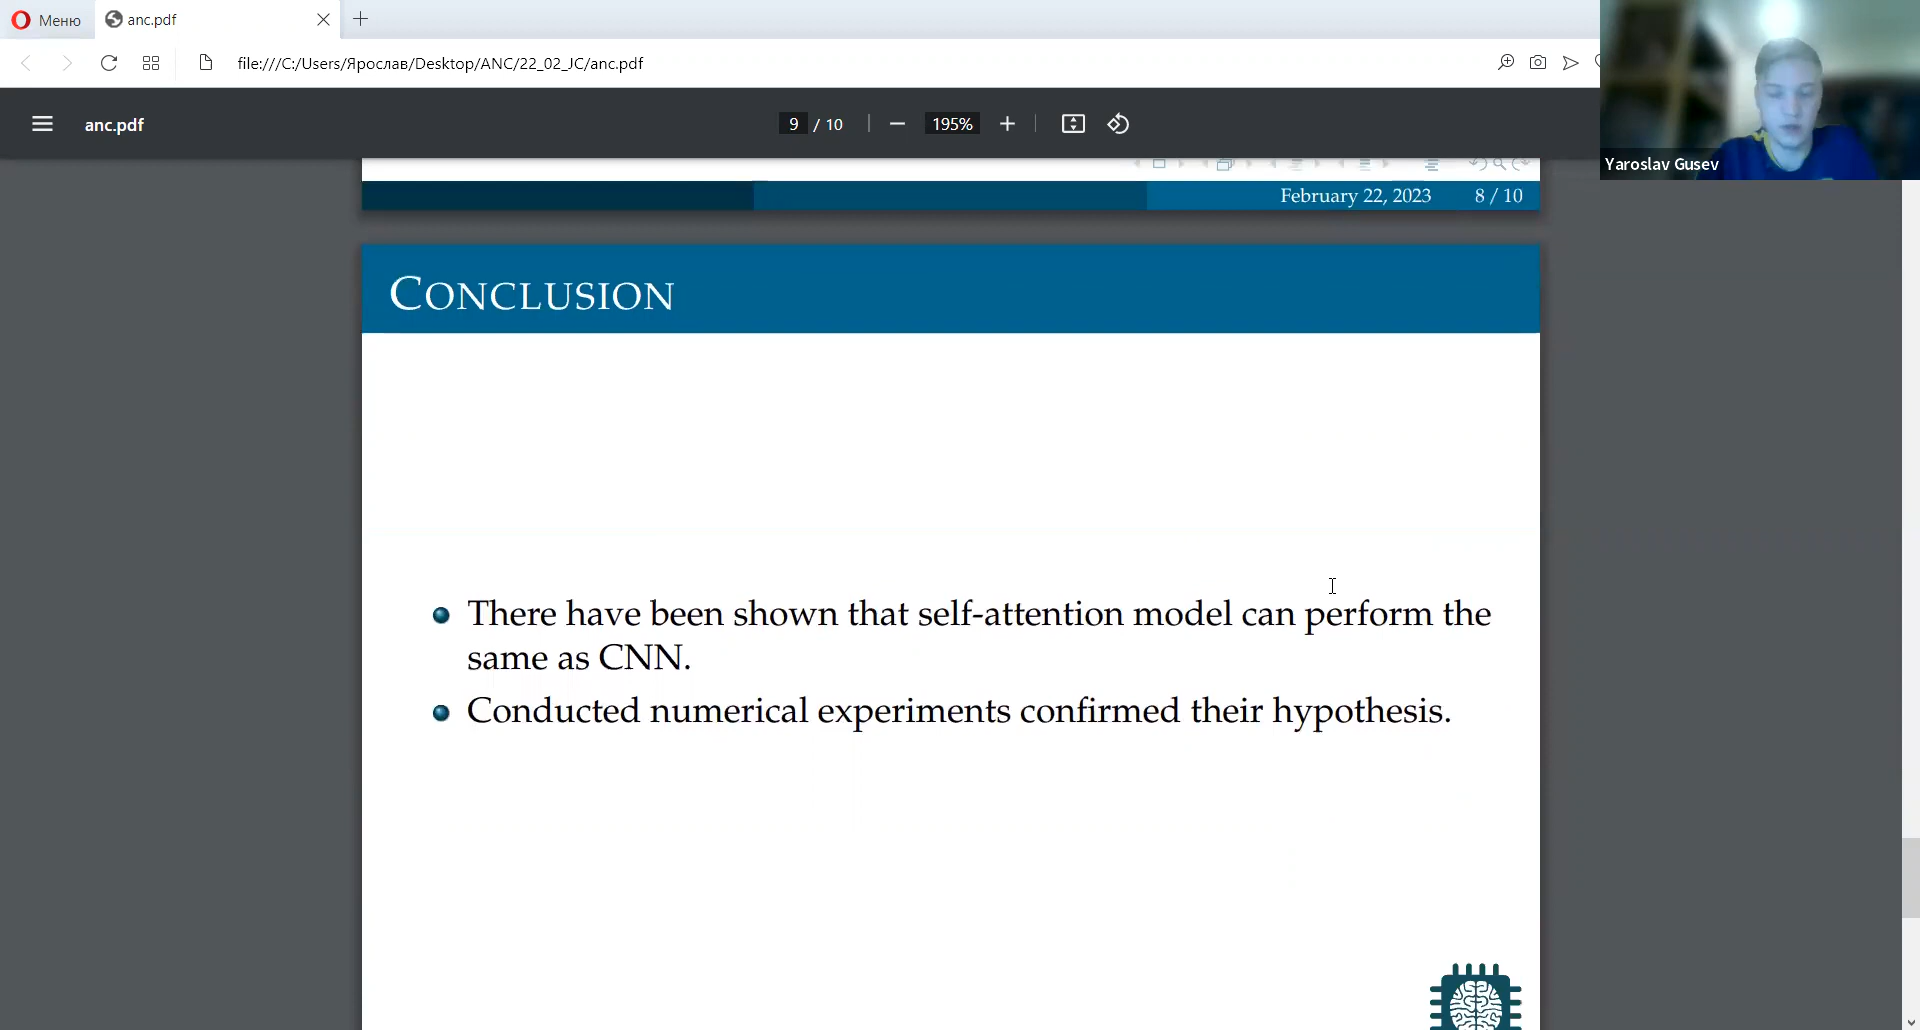 Меню
anc.pdf
file:///C:/Users/Ярослав/Desktop/ANC/22_02_JC/anc.pdf
anc.pdf
9 / 10
195%
Yaroslav Gusev
February 22, 2023
8 / 10
CONCLUSION
There have been shown that self-attention model can perform the
same as CNN.
Conducted numerical experiments confirmed their hypothesis.